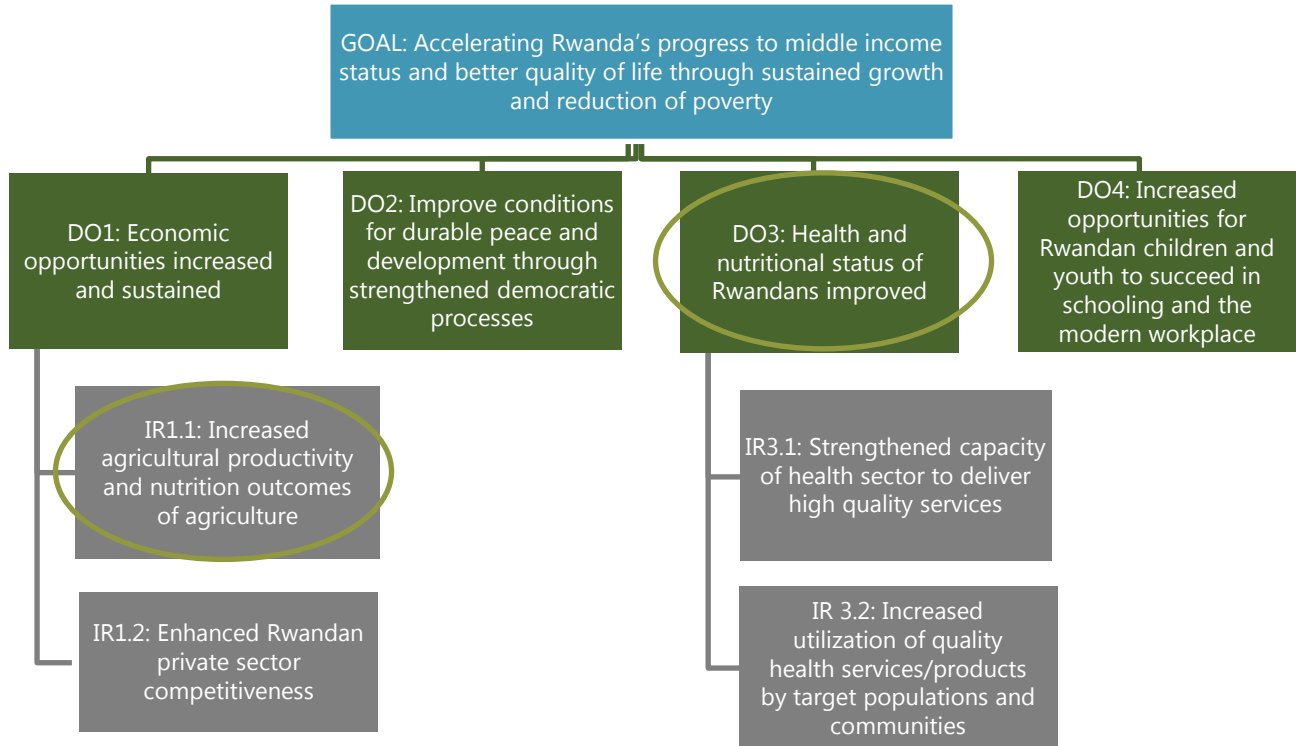 GOAL: Accelerating Rwanda‘s progress to middle income
status and better quality of life through sustained growth
and reduction of poverty
DO1: Economic
opportunities increased
and sustained
DO2: Improve conditions
for durable peace and
development through
strengthened democratic
processes
DO3: Health and
nutritional status of
Rwandans improved
DO4: Increased
opportunities for
Rwandan children and
youth to succeed in
schooling and the
modern workplace
IR1.1: Increased
agricultural productivity
and nutrition outcomes
of agriculture
IR1.2: Enhanced Rwandan
private sector
competitiveness
IR3.1: Strengthened capacity
of health sector to deliver
high quality services
IR 3.2: Increased
utilization of quality
health services/products
by target populations and
communities